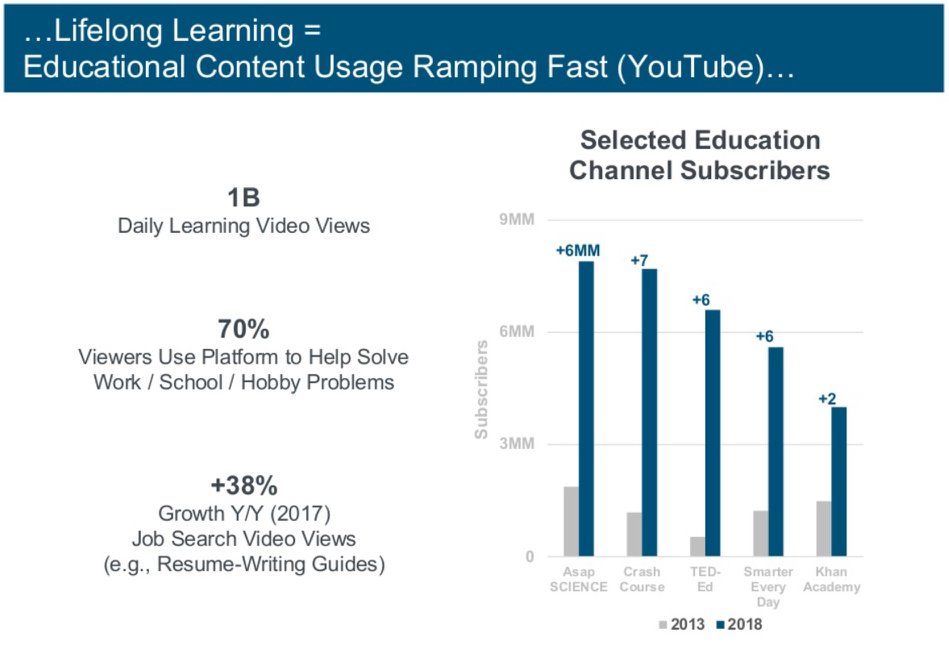 …Lifelong Learning =
Educational Content Usage Ramping Fast (YouTube)…
1B
Daily Learning Video Views
70%
Viewers Use Platform to Help Solve
Work / School / Hobby Problems
+38%
Growth Y/Y (2017)
Job Search Video Views
(e.g., Resume-Writing Guides)
Selected Education
Channel Subscribers
Subscribers
9MM
6MM
3MM
0
+6MM
+7
+6
+6
+2
Asap
SCIENCE
Crash
Course
TED-
Ed
Smarter
Every
Day
Khan
Academy
2013
2018